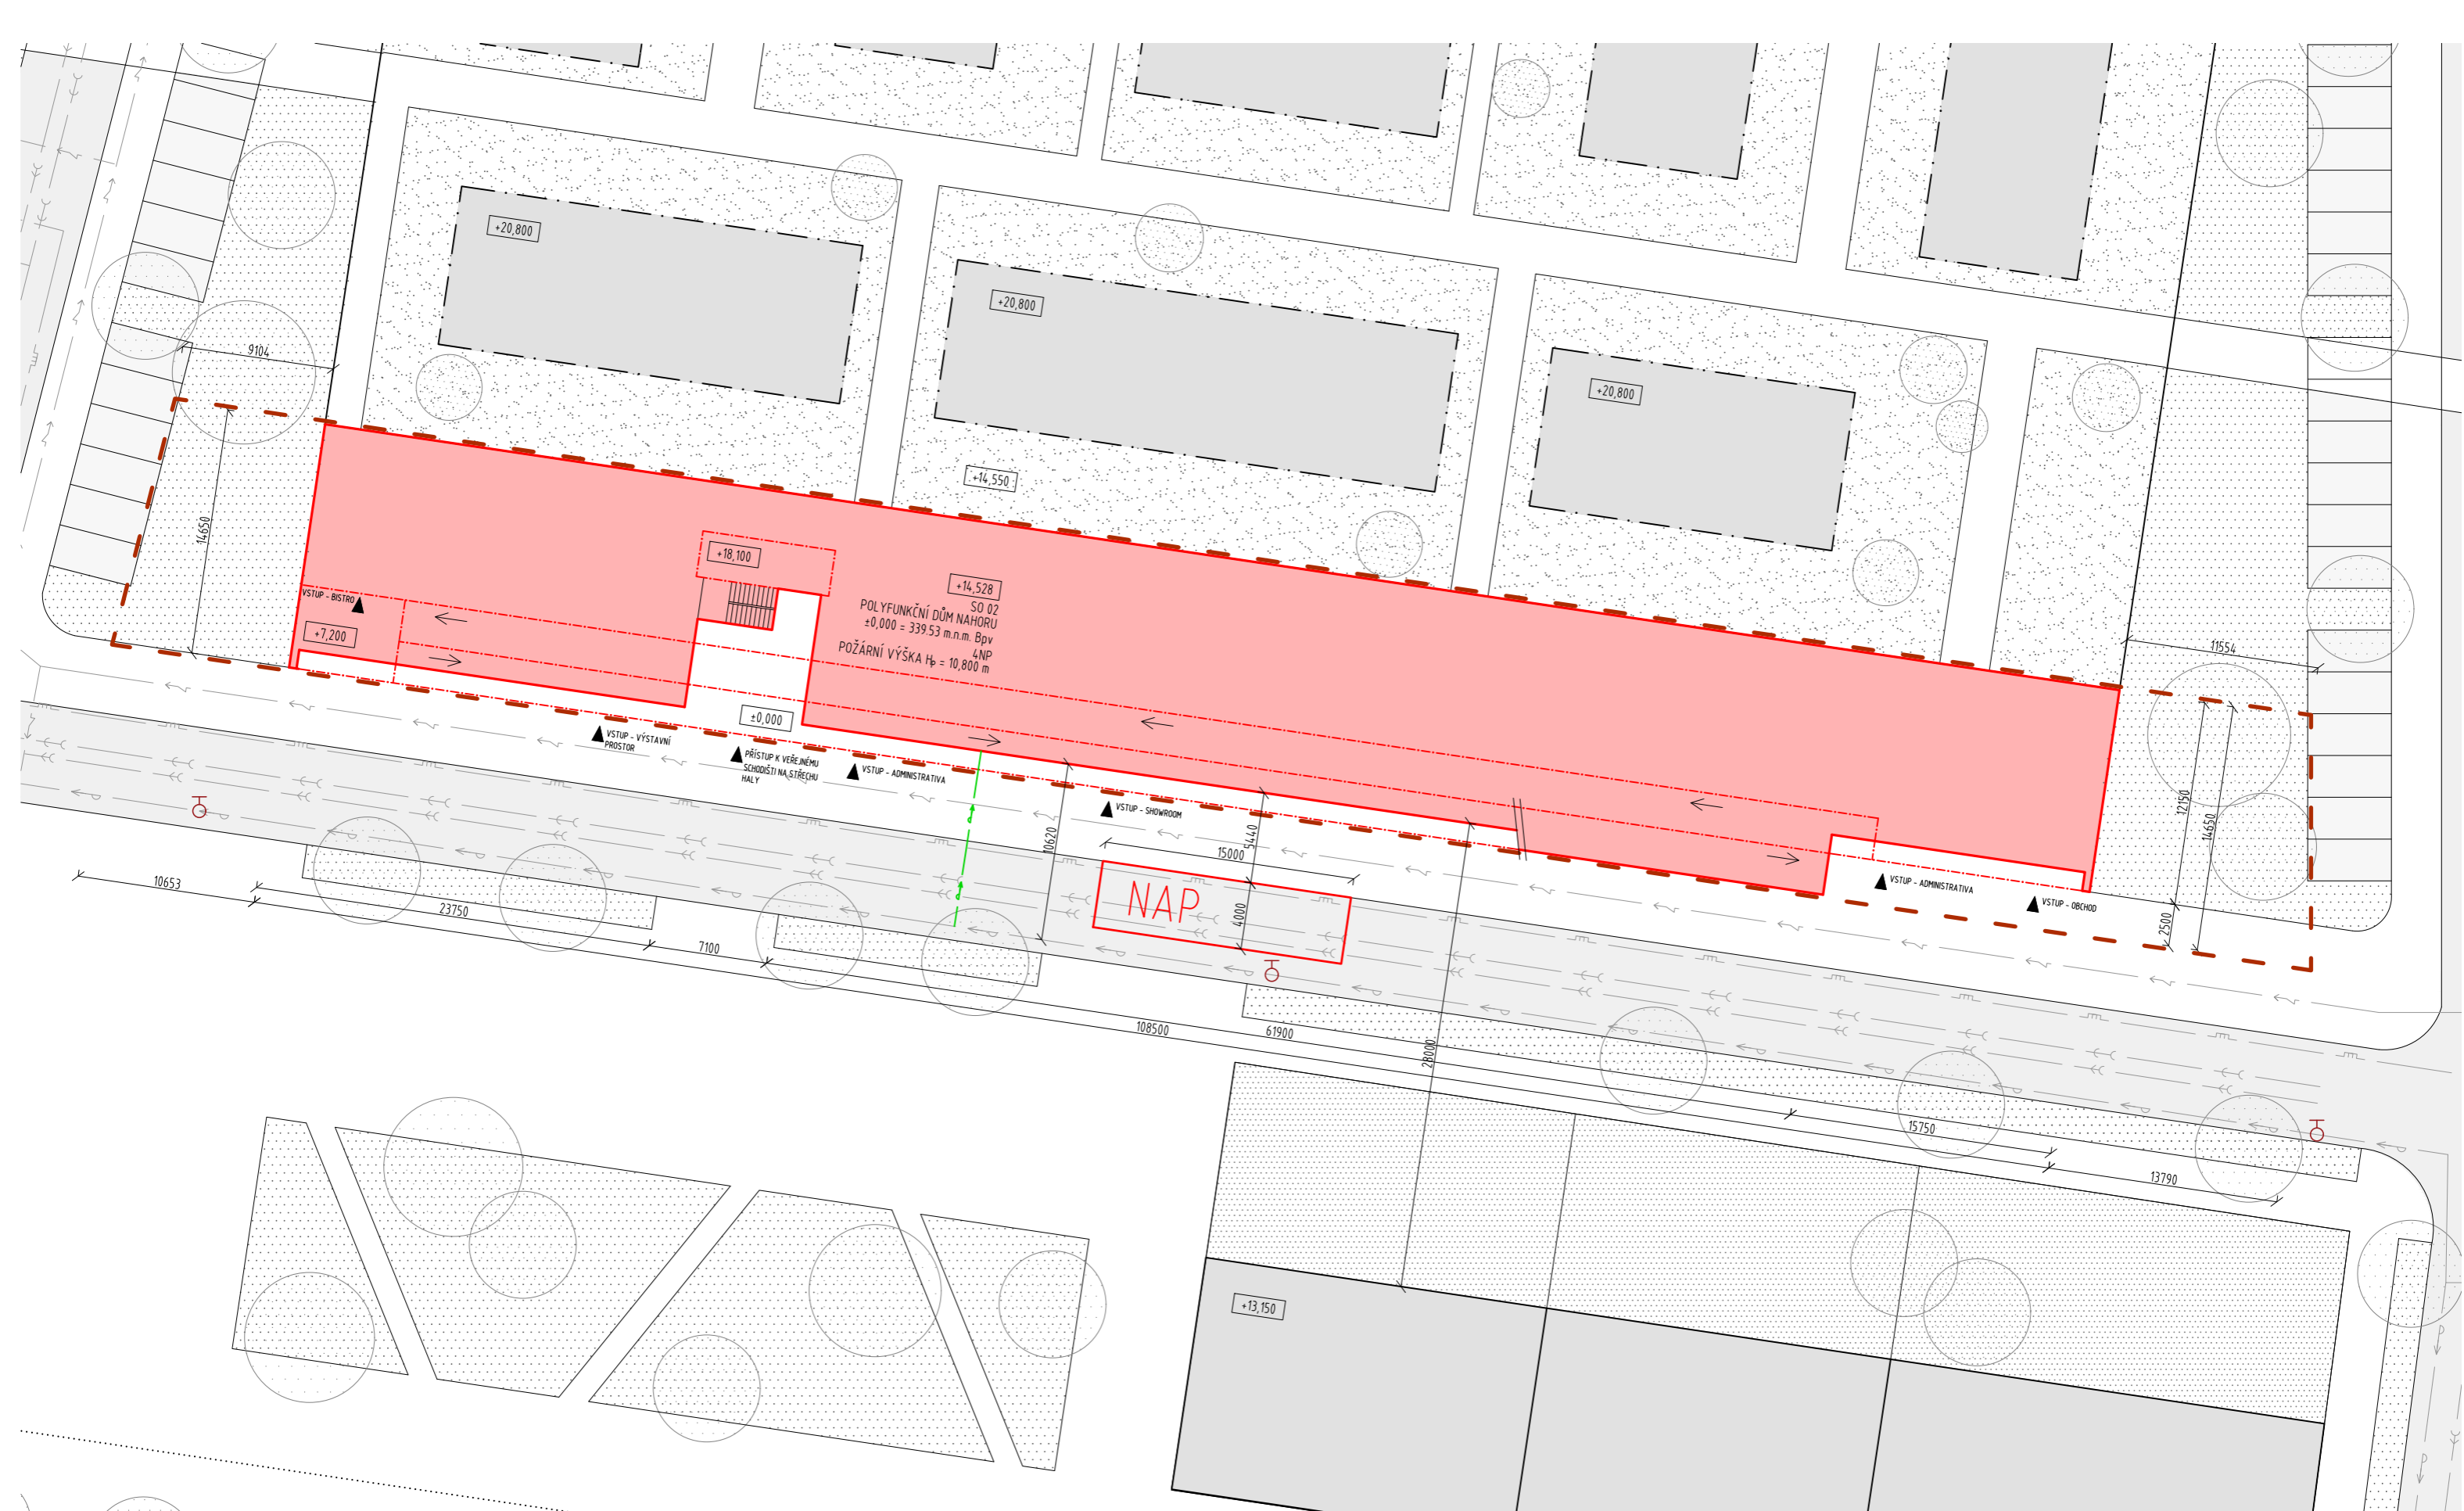 +20,800
+20,800
+20,800
9104
+14,550
14650
+18,100
+14,528
SO 02
POLYFUNKČNÍ DŮM NAHORU
±0,000 = 339.53 m.n.m. Bpv
4NP
POŽÁRNÍ VÝŠKA Hp = 10,800 m
VSTUP - BISTRO
+7,200
11554
±0,000
VSTUP - VÝSTAVNÍ
PROSTOR
PŘÍSTUP K VEŘEJNÉMU
SCHODIŠTI NA STŘECHU
HALY
VSTUP - ADMINISTRATIVA
VSTUP - SHOWROOM
12150
14650
10620
5440
15000
NAP
4000
VSTUP - ADMINISTRATIVA
VSTUP - OBCHOD
2500
10653
23750
7100
108500
61900
28000
15750
13790
+13,150